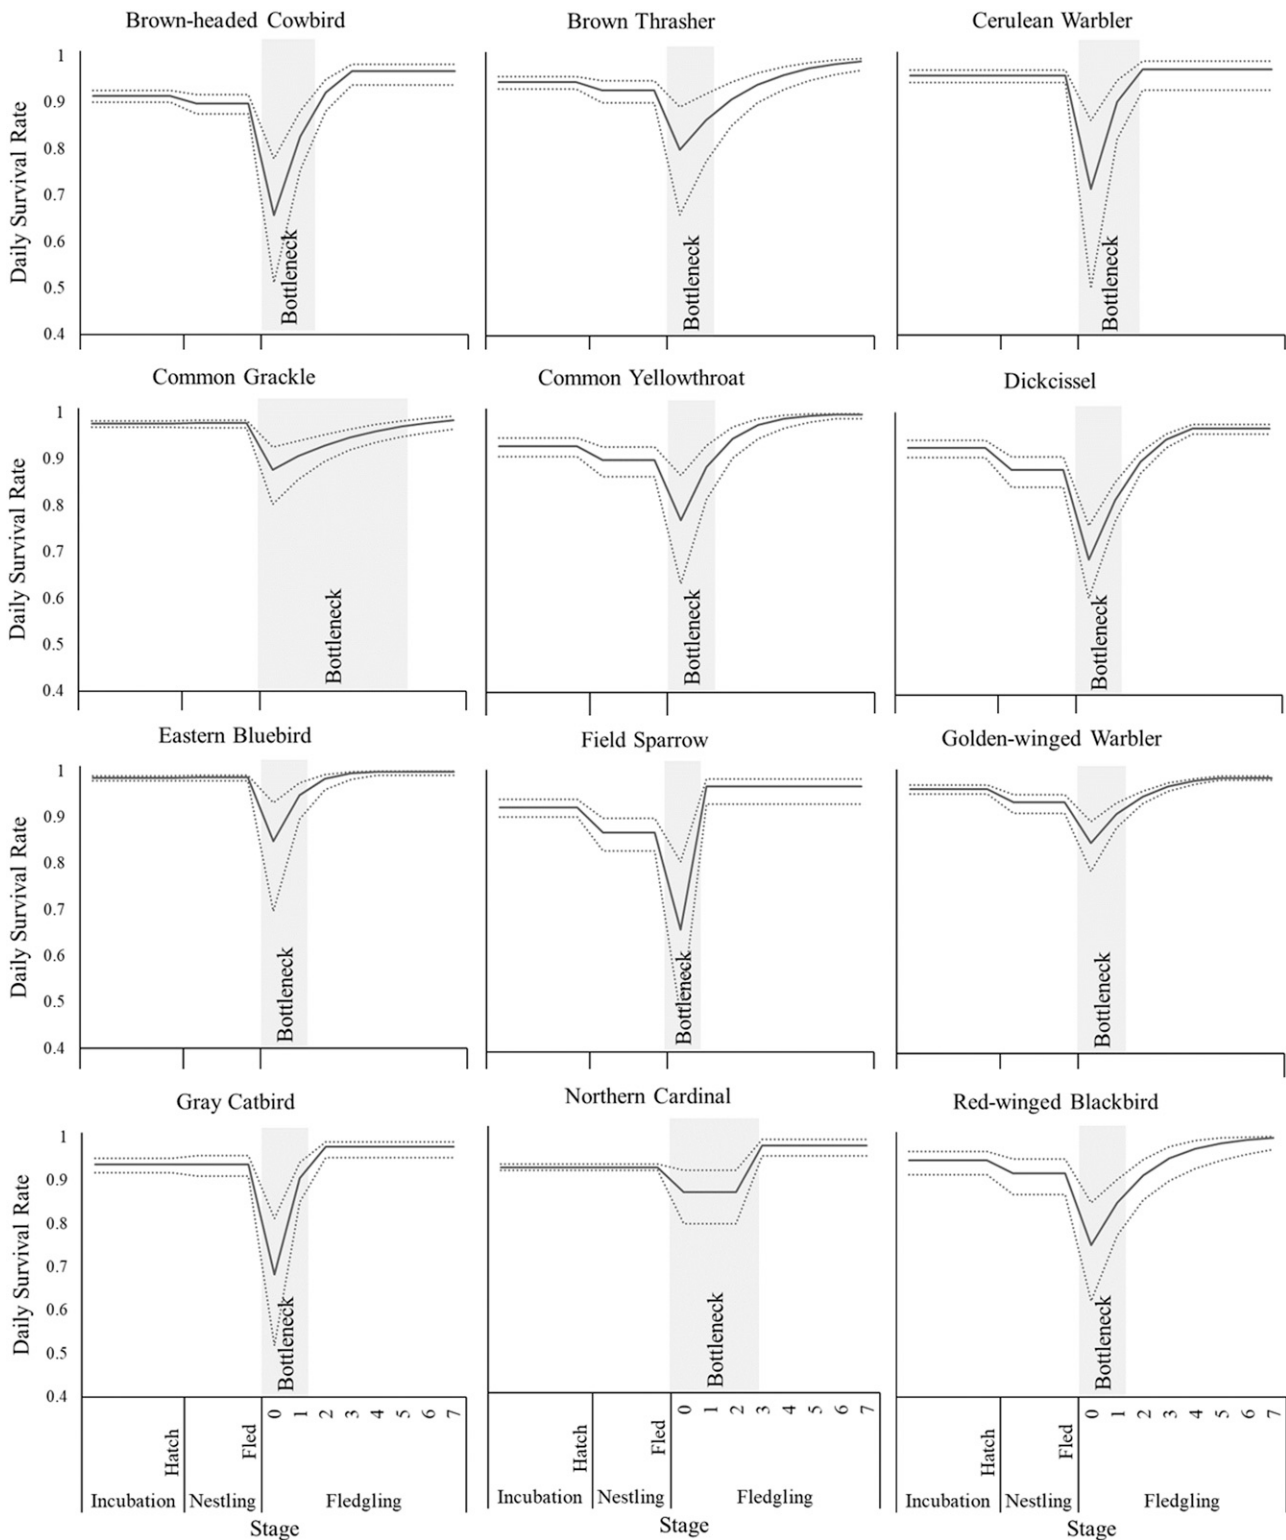 Brown-headed Cowbird
Brown Thrasher
Cerulean Warbler
Daily Survival Rate
1
0.9
0.8
0.7
0.6
0.5
0.4
Bottleneck
Bottleneck
Bottleneck
Common Grackle
Common Yellowthroat
Dickcissel
Daily Survival Rate
1
0.9
0.8
0.7
0.6
0.5
0.4
Bottleneck
Bottleneck
Bottleneck
Eastern Bluebird
Field Sparrow
Golden-winged Warbler
Daily Survival Rate
1
0.9
0.8
0.7
0.6
0.5
0.4
Bottleneck
Bottleneck
Bottleneck
Gray Catbird
Northern Cardinal
Red-winged Blackbird
Daily Survival Rate
1
0.9
0.8
0.7
0.6
0.5
0.4
Bottleneck
Bottleneck
Bottleneck
Hatch Fled 0 1 2 3 4 5 6 7
Incubation Nestling Fledgling
Stage
Hatch Fled 0 1 2 3 4 5 6 7
Incubation Nestling Fledgling
Stage
Hatch Fled 0 1 2 3 4 5 6 7
Incubation Nestling Fledgling
Stage